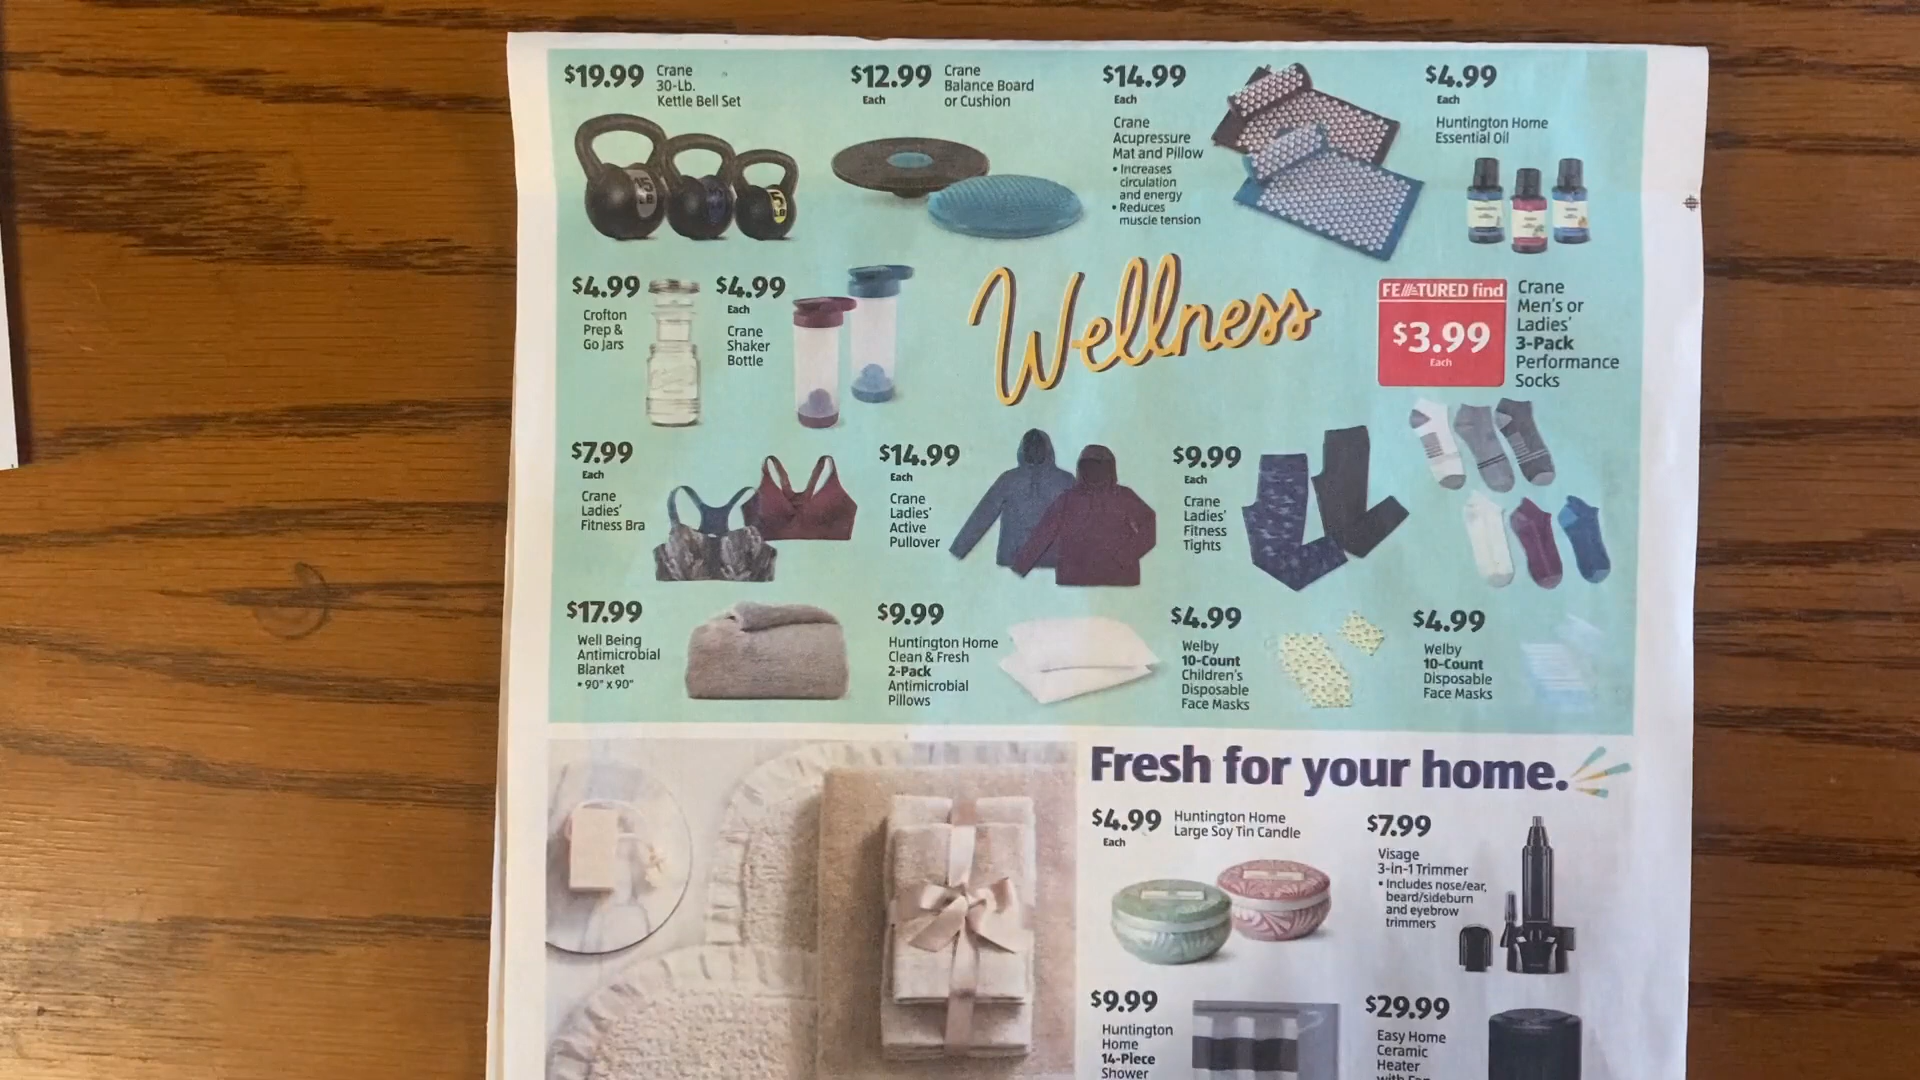 $19.99
Crane
30-Lb.
Kettle Bell Set
$12.99
Each
Crane
Balance Board
or Cushion
$14.99
Each
Crane
Acupressure
Mat and Pillow
• Increases
circulation
and energy
• Reduces
muscle tension
$4.99
Each
Huntington Home
Essential Oil
15
LB
5
LB
$4.99
Crofton
Prep &
Go Jars
$4.99
Each
Crane
Shaker
Bottle
Wellness
FEATURED find
$3.99
Each
Crane
Men's or
Ladies'
3-Pack
Performance
Socks
$7.99
Each
Crane
Ladies'
Fitness Bra
$14.99
Each
Crane
Ladies'
Active
Pullover
$9.99
Each
Crane
Ladies'
Fitness
Tights
$17.99
Well Being
Antimicrobial
Blanket
• 90" x 90"
$9.99
Huntington Home
Clean & Fresh
2-Pack
Antimicrobial
Pillows
$4.99
Welby
10-Count
Children's
Disposable
Face Masks
$4.99
Welby
10-Count
Disposable
Face Masks
Fresh for your home.
$4.99
Each
Huntington Home
Large Soy Tin Candle
$7.99
Visage
3-in-1 Trimmer
• Includes nose/ear,
beard/sideburn
and eyebrow
trimmers
$9.99
Huntington
Home
14-Piece
Shower
$29.99
Easy Home
Ceramic
Heater
with Fan